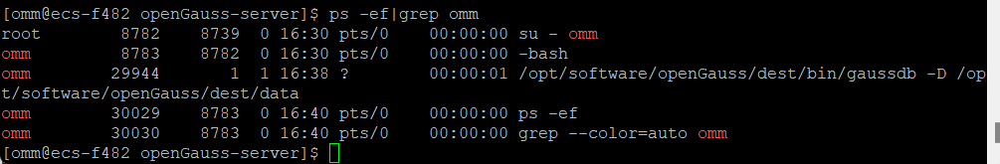 [omm@ecs-f482 openGauss-server]$ ps -ef|grep omm
root      8782  8739  0 16:30 pts/0    00:00:00 su - omm
omm       8783  8782  0 16:30 pts/0    00:00:00 -bash
omm      29944     1  1 16:38 ?        00:00:01 /opt/software/openGauss/dest/bin/gaussdb -D /op
t/software/openGauss/dest/data
omm      30029  8783  0 16:40 pts/0    00:00:00 ps -ef
omm      30030  8783  0 16:40 pts/0    00:00:00 grep --color=auto omm
[omm@ecs-f482 openGauss-server]$